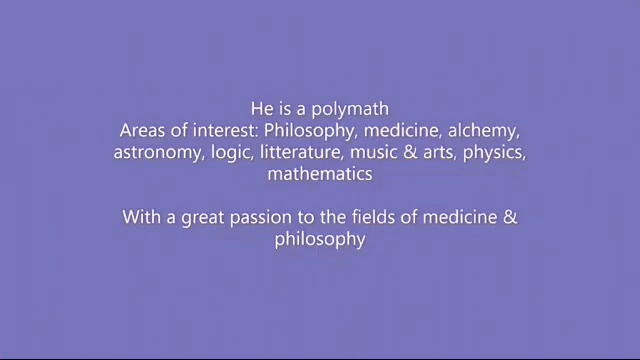 He is a polymath
Areas of interest: Philosophy, medicine, alchemy,
astronomy, logic, litterature, music & arts, physics,
mathematics
With a great passion to the fields of medicine &
philosophy